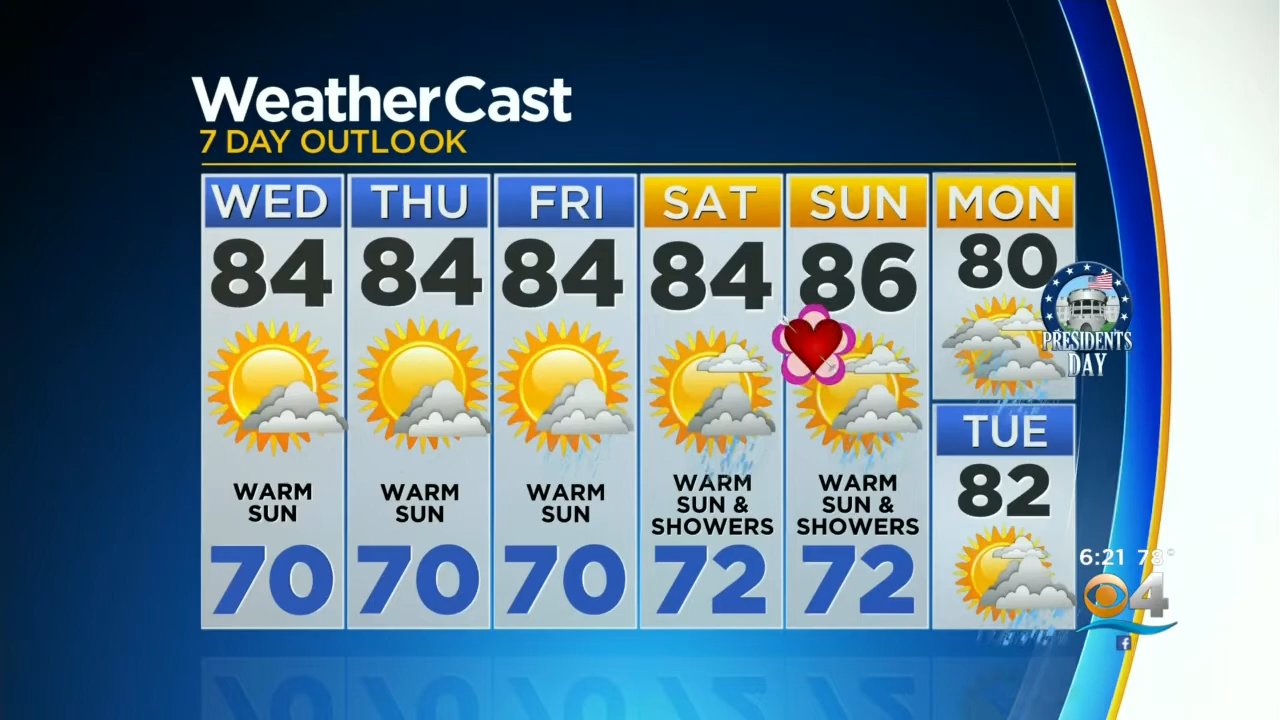 WeatherCast
7 DAY OUTLOOK
WED THU FRI SAT SUN MON
84 84 84 84 86 80
PRESIDENTS
DAY
TUE
82
WARM SUN
WARM SUN
WARM SUN
WARM SUN & SHOWERS
WARM SUN & SHOWERS
70 70 70 72 72
6:21 78°
4
f